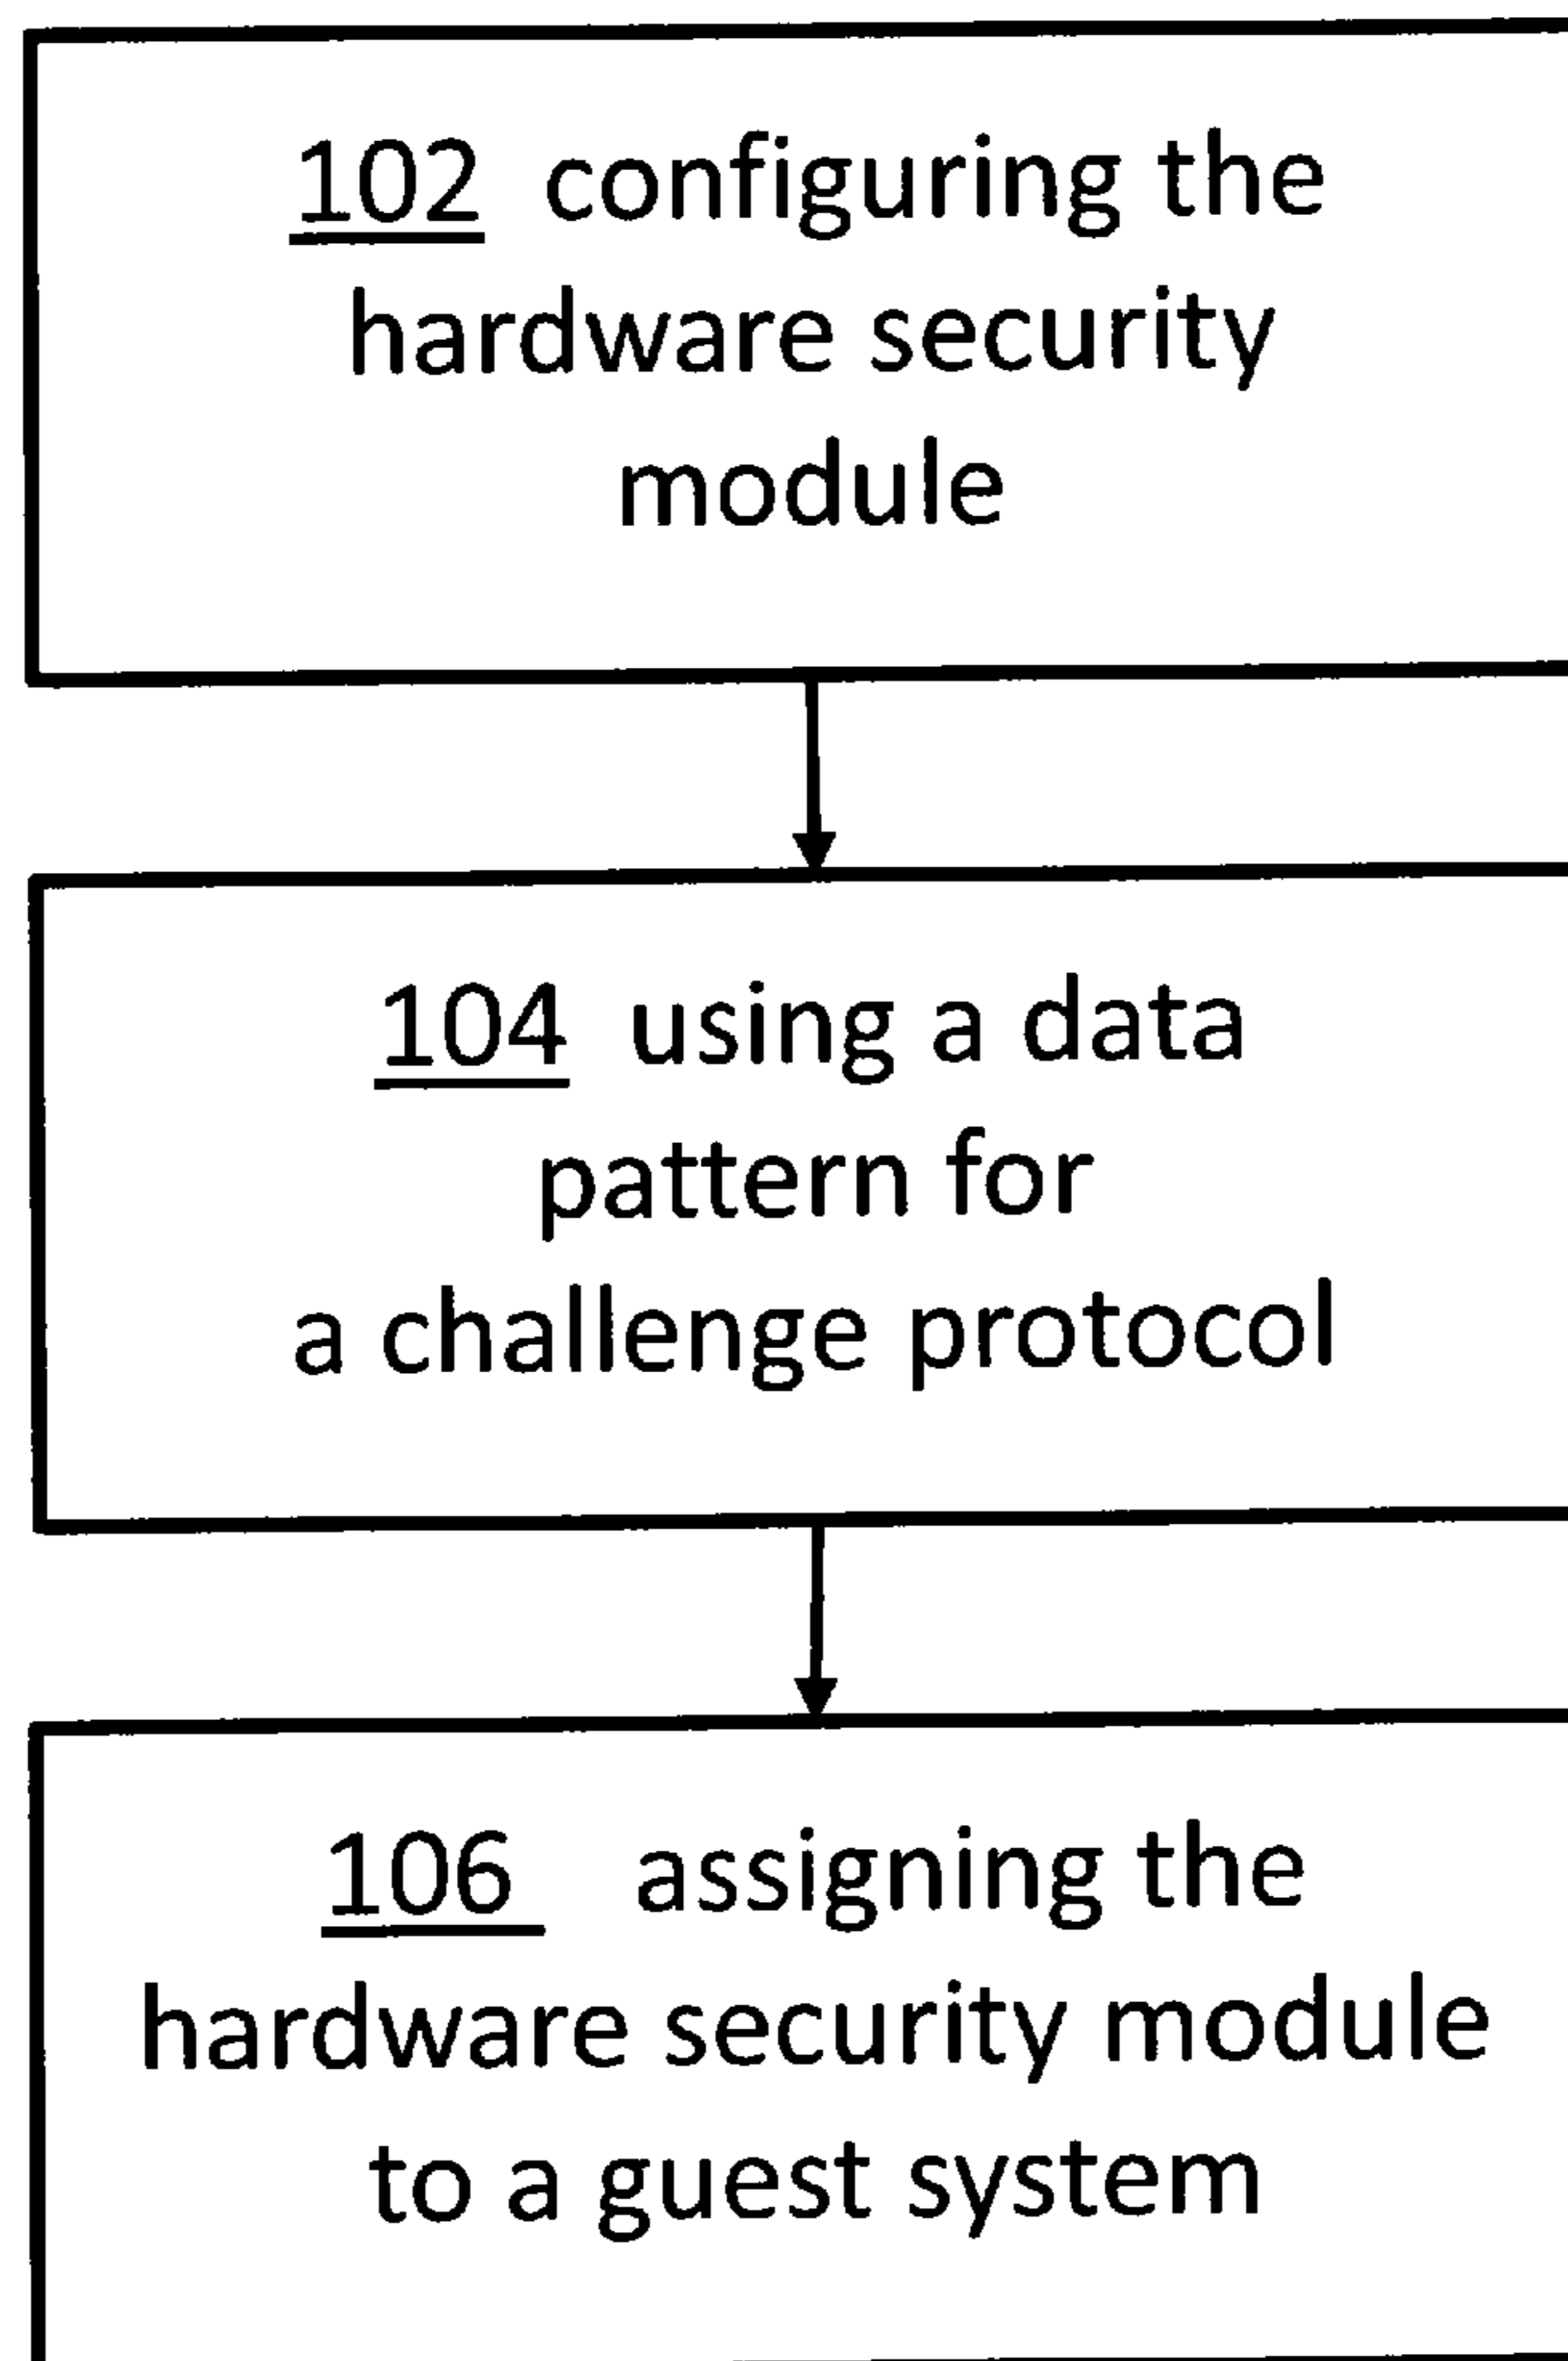 102 configuring the
hardware security
module
104 using a data
pattern for
a challenge protocol
106 assigning the
hardware security module
to a guest system